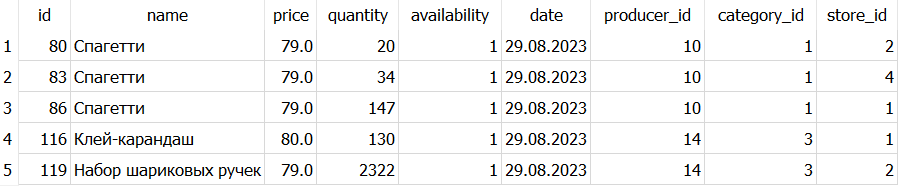 id name price quantity availability date producer_id category_id store_id
1 80 Спагетти 79.0 20 1 29.08.2023 10 1 2
2 83 Спагетти 79.0 34 1 29.08.2023 10 1 4
3 86 Спагетти 79.0 147 1 29.08.2023 10 1 1
4 116 Клей-карандаш 80.0 130 1 29.08.2023 14 3 1
5 119 Набор шариковых ручек 79.0 2322 1 29.08.2023 14 3 2